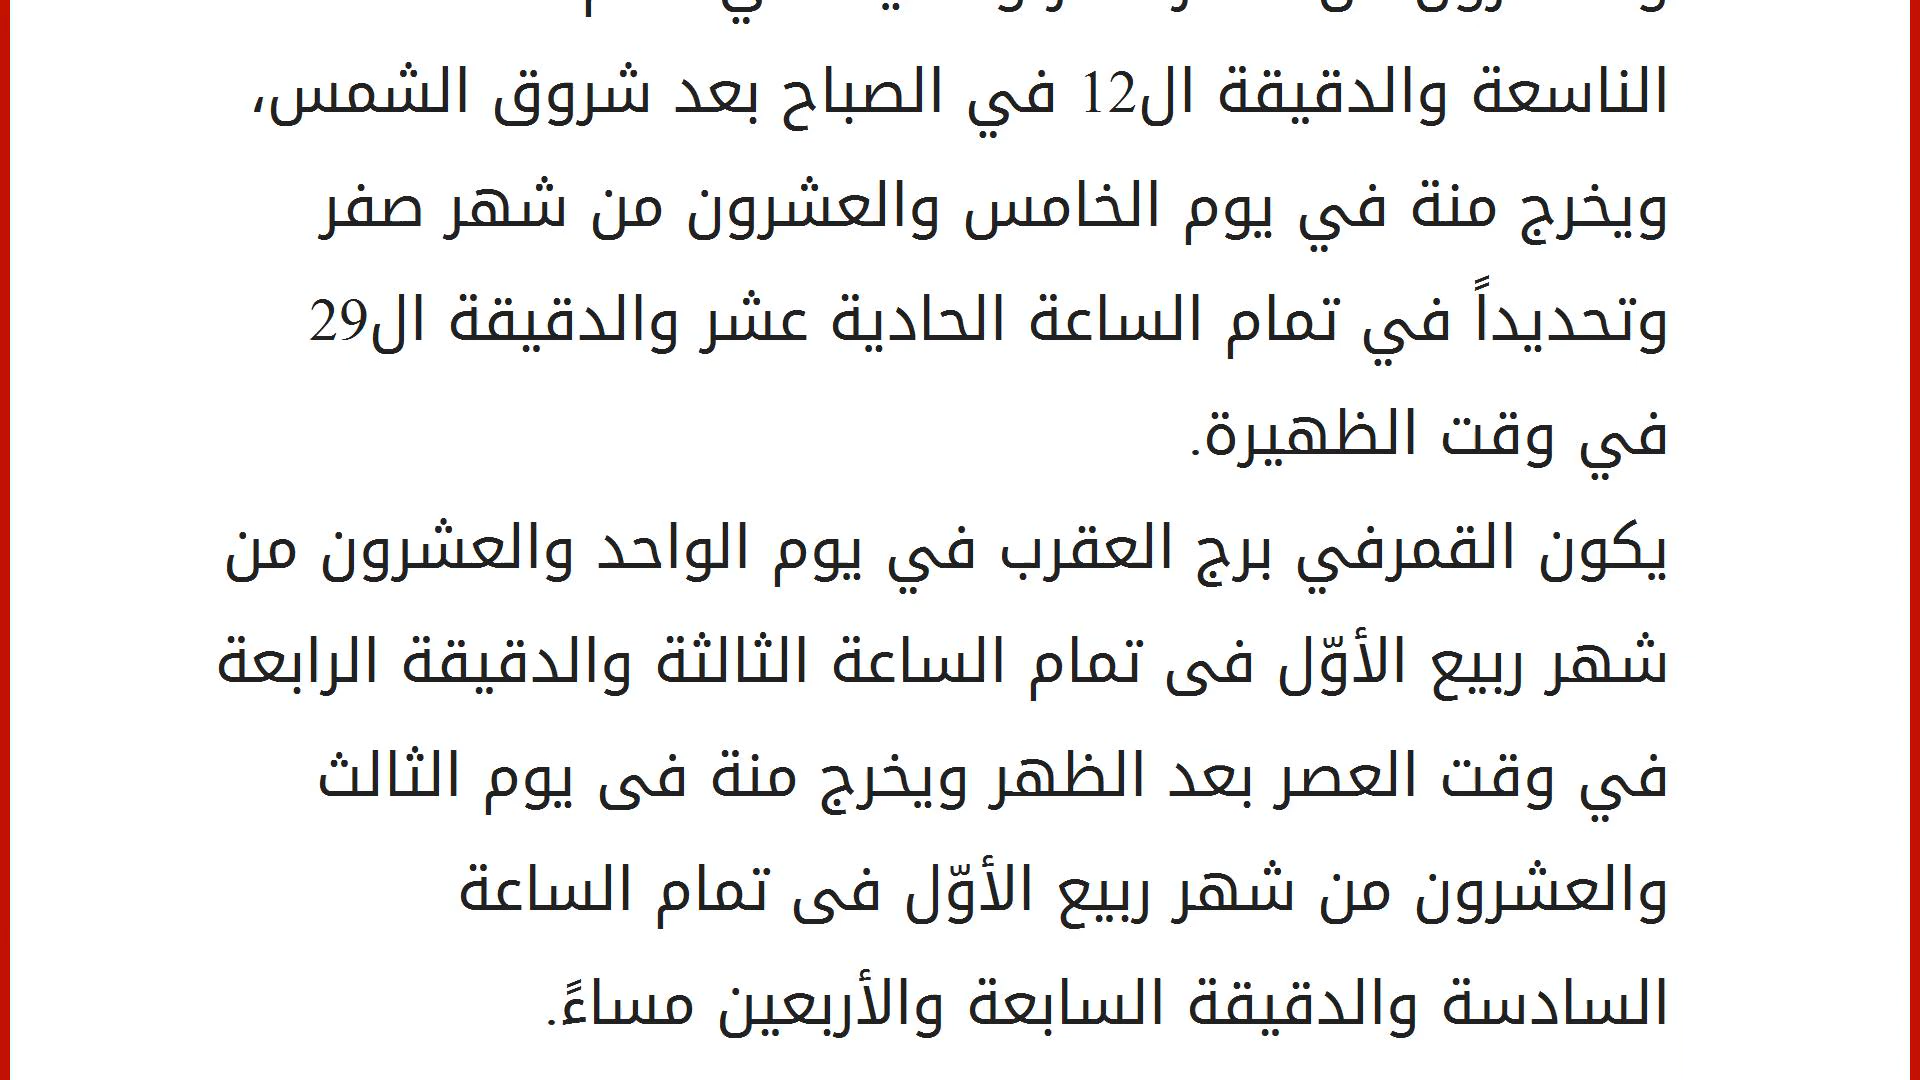 الناسعة والدقيقة ال12 في الصباح بعد شروق الشمس،
ويخرج منة في يوم الخامس والعشرون من شهر صفر
وتحديداً في تمام الساعة الحادية عشر والدقيقة ال29
في وقت الظهيرة.
يكون القمرفي برج العقرب في يوم الواحد والعشرون من
شهر ربيع الأوّل فى تمام الساعة الثالثة والدقيقة الرابعة
في وقت العصر بعد الظهر ويخرج منة فى يوم الثالث
والعشرون من شهر ربيع الأوّل فى تمام الساعة
السادسة والدقيقة السابعة والأربعين مساءً.